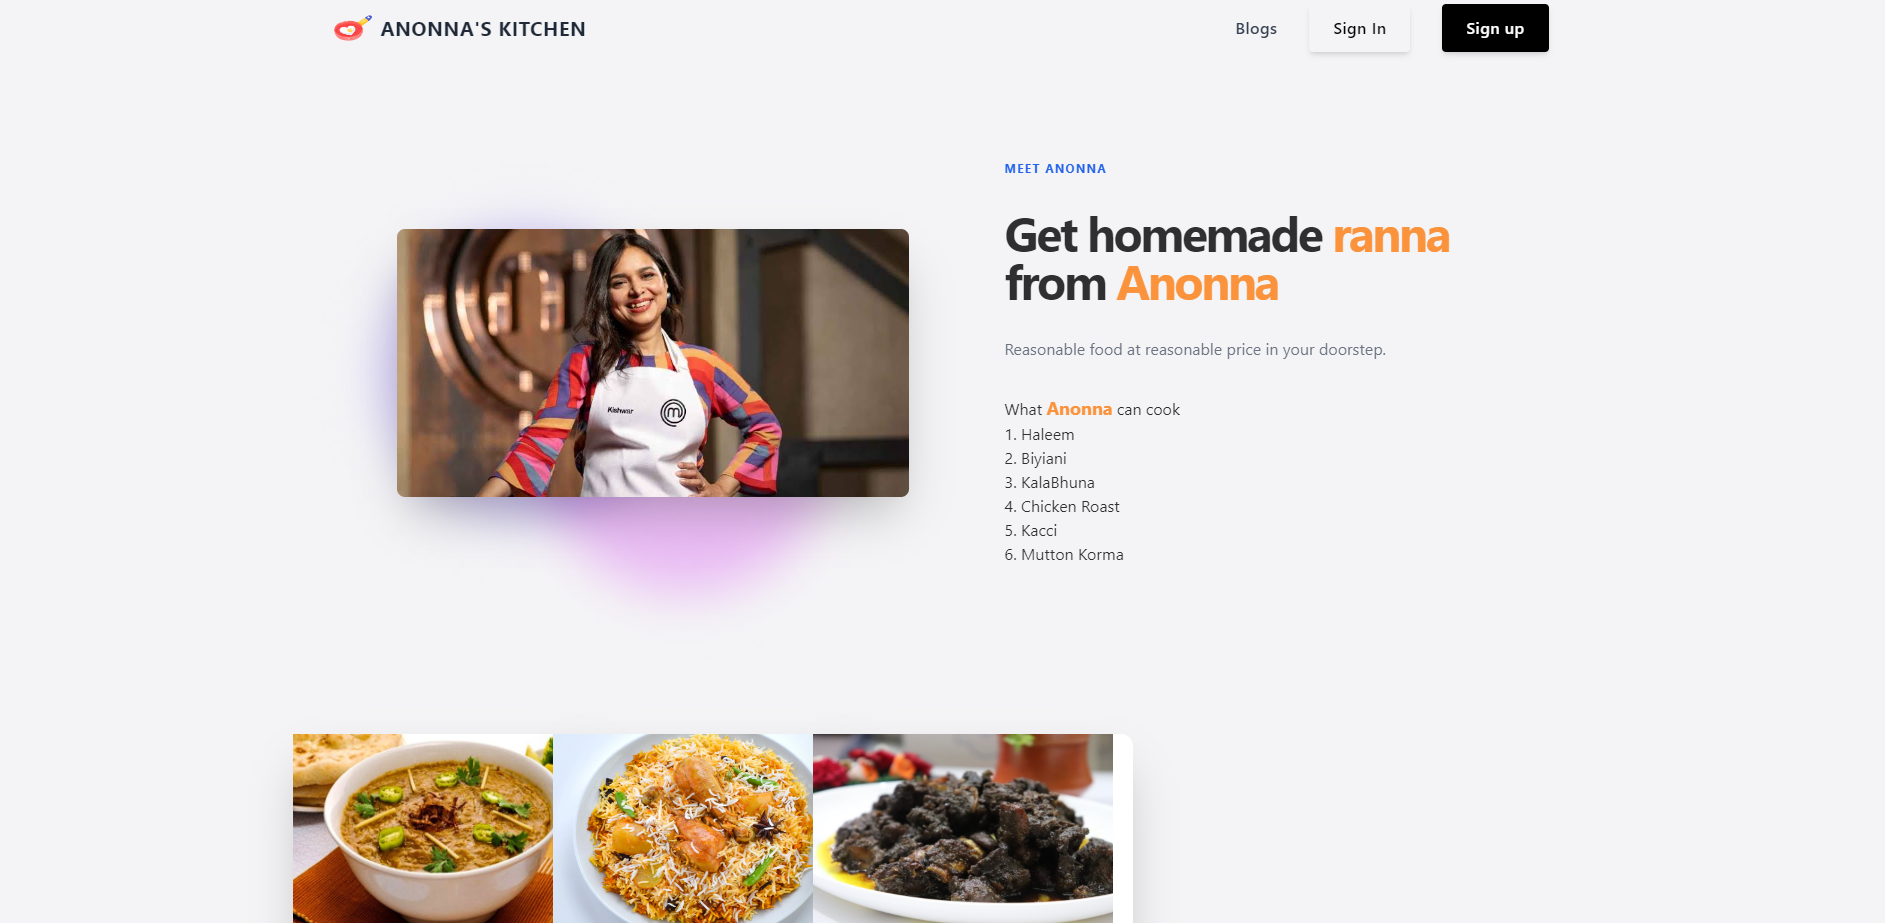 ANONNA'S KITCHEN
Blogs
Sign In
Sign up
MEET ANONNA
Get homemade ranna
from Anonna
Reasonable food at reasonable price in your doorstep.
Kishwar
What Anonna can cook
1. Haleem
2. Biyiani
3. KalaBhuna
4. Chicken Roast
5. Kacci
6. Mutton Korma